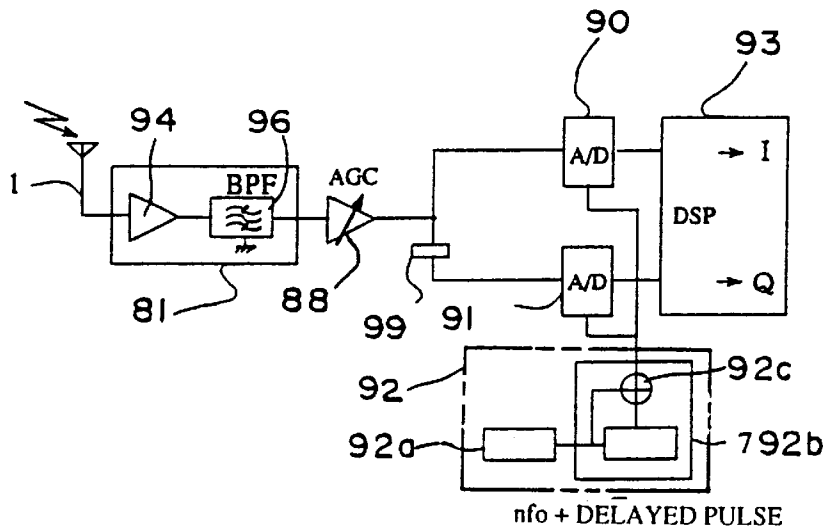 90
93
94
96
1
BPF
AGC
A/D
I
DSP
81
88
99
91
A/D
Q
92
92c
92a
792b
nfo + DELAYED PULSE